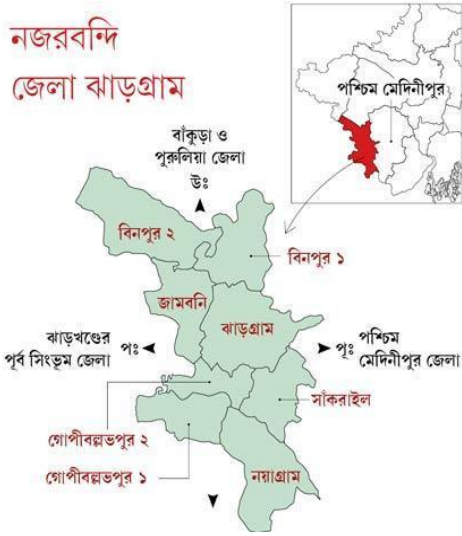 নজরবন্দি
জেলা ঝাড়গ্রাম
পশ্চিম মেদিনীপুর
বাঁকুড়া ও
পুরুলিয়া জেলা
উঃ
বিনপুর ২
বিনপুর ১
জামবনি
ঝাড়গ্রাম
ঝাড়খণ্ডের
পূর্ব সিংভূম জেলা
পঃ
পূঃ
পশ্চিম
মেদিনীপুর জেলা
সাঁকরাইল
গোপীবল্লভপুর ২
গোপীবল্লভপুর ১
নয়াগ্রাম